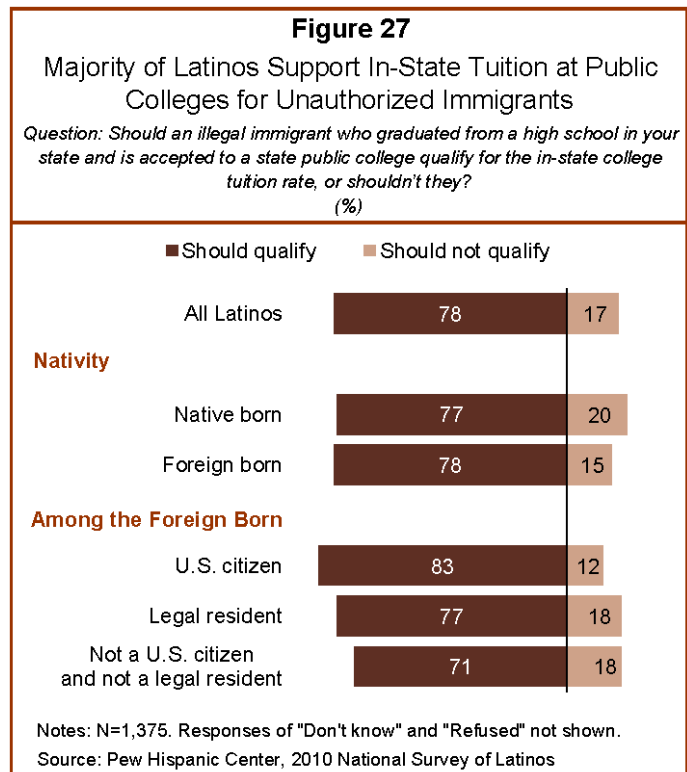 Figure 27
Majority of Latinos Support In-State Tuition at Public
Colleges for Unauthorized Immigrants
Question: Should an illegal immigrant who graduated from a high school in your
state and is accepted to a state public college qualify for the in-state college
tuition rate, or shouldn't they?
(%)
Should qualify Should not qualify
All Latinos 78 17
Nativity
Native born 77 20
Foreign born 78 15
Among the Foreign Born
U.S. citizen 83 12
Legal resident 77 18
Not a U.S. citizen
and not a legal resident 71 18
Notes: N=1,375. Responses of "Don't know" and "Refused" not shown.
Source: Pew Hispanic Center, 2010 National Survey of Latinos